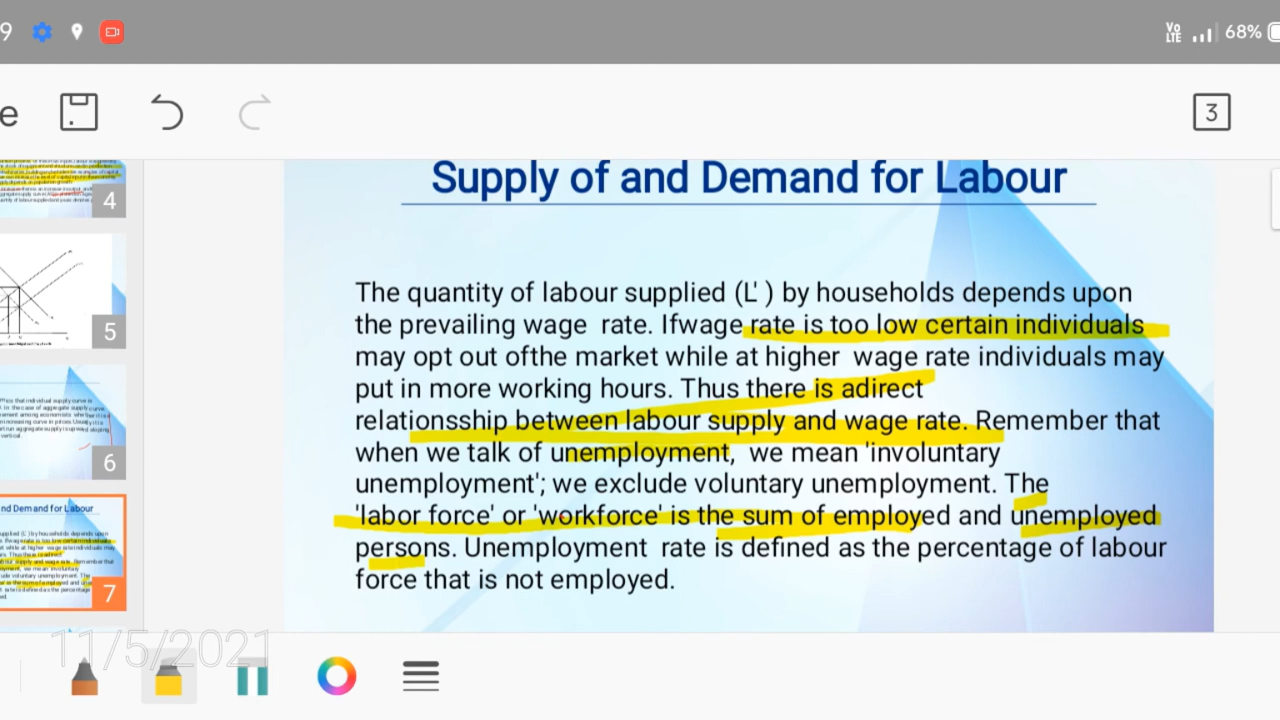 9
Vo
LTE
68%
e
3
4
5
6
7
Supply of and Demand for Labour
The quantity of labour supplied (L' ) by households depends upon
the prevailing wage rate. Ifwage rate is too low certain individuals
may opt out ofthe market while at higher wage rate individuals may
put in more working hours. Thus there is adirect
relationsship between labour supply and wage rate. Remember that
when we talk of unemployment, we mean 'involuntary
unemployment'; we exclude voluntary unemployment. The
'labor force' or 'workforce' is the sum of employed and unemployed
persons. Unemployment rate is defined as the percentage of labour
force that is not employed.
11/5/2021